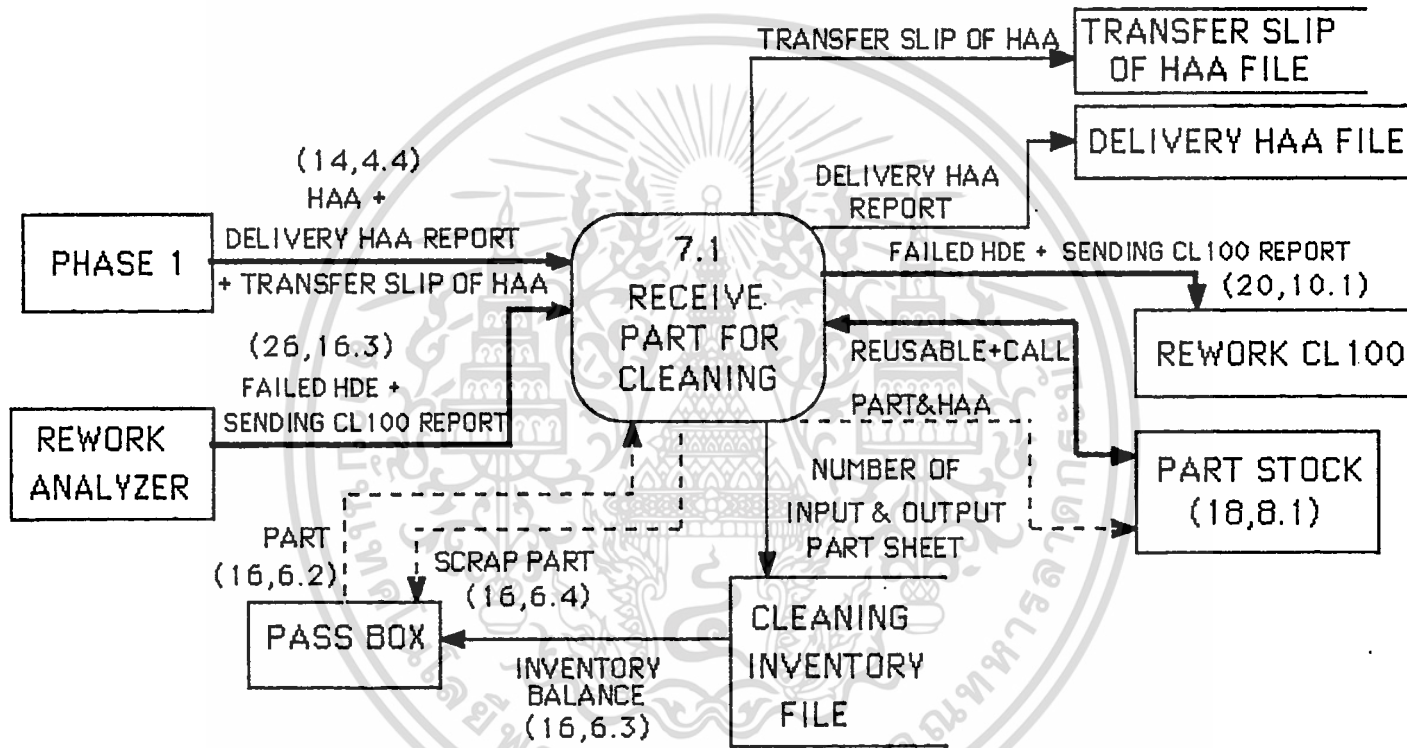 TRANSFER SLIP OF HAA
TRANSFER SLIP
OF HAA FILE
DELIVERY HAA FILE
DELIVERY HAA
REPORT
(14,4.4)
HAA +
DELIVERY HAA REPORT
+ TRANSFER SLIP OF HAA
PHASE 1
7.1
RECEIVE
PART FOR
CLEANING
FAILED HDE + SENDING CL100 REPORT
(20,10.1)
REWORK CL100
(26,16.3)
FAILED HDE +
SENDING CL100 REPORT
REWORK
ANALYZER
REUSABLE+CALL
PART&HAA
PART STOCK
(18,8.1)
NUMBER OF
INPUT & OUTPUT
PART SHEET
PART
(16,6.2)
SCRAP PART
(16,6.4)
PASS BOX
INVENTORY
BALANCE
(16,6.3)
CLEANING
INVENTORY
FILE